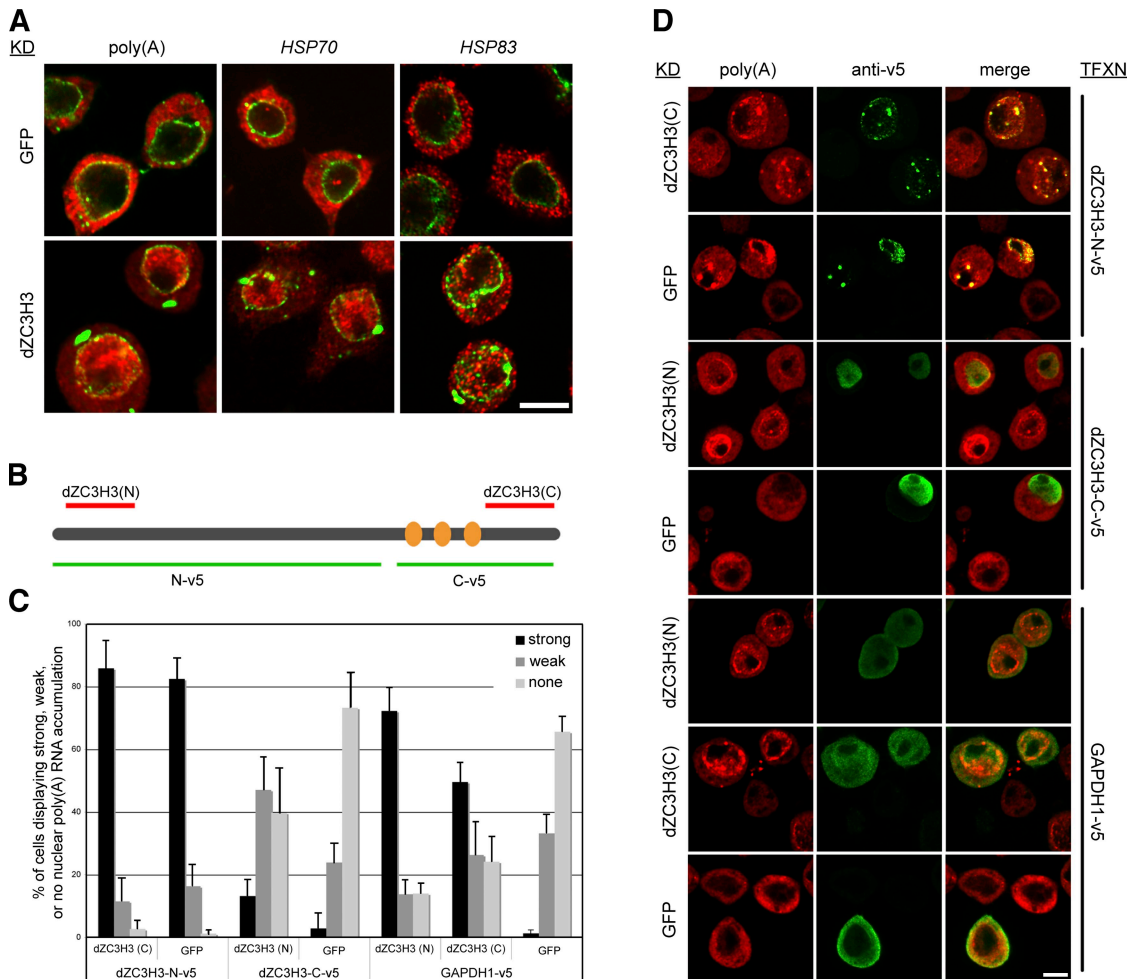 A
KD
poly(A)
HSP70
HSP83
GFP
dZC3H3
B
dZC3H3(N)
dZC3H3(C)
N-v5
C-v5
C
% of cells displaying strong, weak,
or no nuclear poly(A) RNA accumulation
100
80
60
40
20
0
strong
weak
none
dZC3H3 (C)
GFP
dZC3H3 (N)
GFP
dZC3H3 (N)
dZC3H3 (C)
GFP
dZC3H3-N-v5
dZC3H3-C-v5
GAPDH1-v5
D
KD
poly(A)
anti-v5
merge
TFXN
dZC3H3(C)
GFP
dZC3H3-N-v5
dZC3H3(N)
GFP
dZC3H3-C-v5
dZC3H3(N)
dZC3H3(C)
GFP
GAPDH1-v5